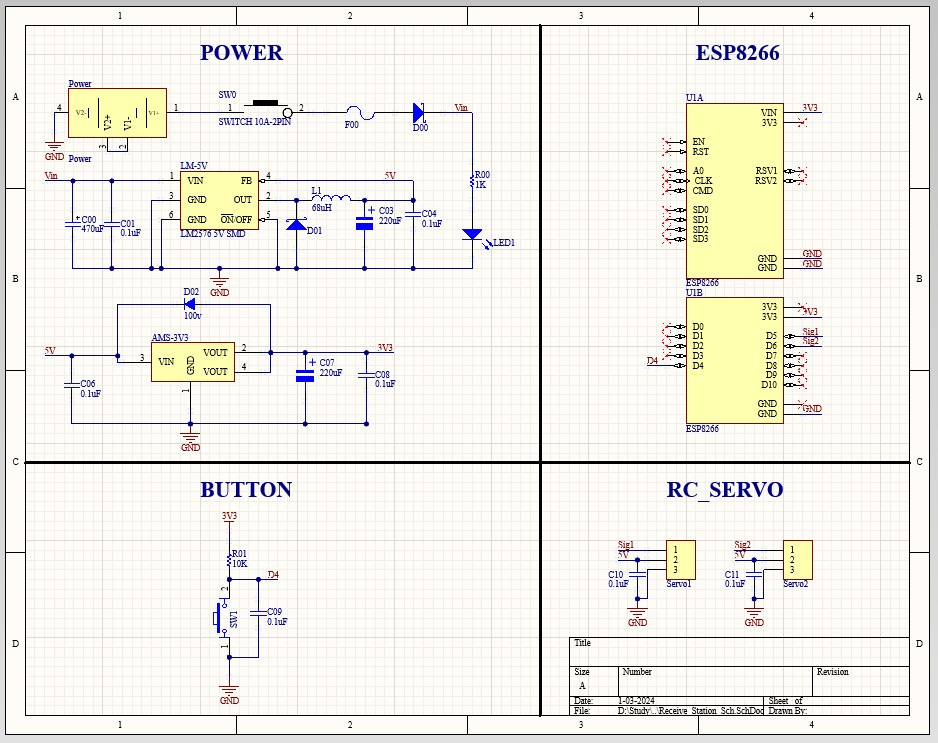 1 2 3 4
POWER
ESP8266
A A
Power
4 V2-| V2+ V1- V1+ 1
3 2
GND
Power
SW0
1 2
SWITCH 10A-2PIN
F00
D00
Vin
R00
1K
LED1
Vin
LM-5V
1 VIN FB 4
3 GND OUT 2
6 GND ON/OFF 5
LM2576 5V SMD
C00
470uF
C01
0.1uF
L1
68uH
D01
5V
C03
220uF
C04
0.1uF
GND
B B
D02
100v
5V
AMS-3V3
3 VIN GND VOUT 2
VOUT 4
1
3V3
C06
0.1uF
C07
220uF
C08
0.1uF
GND
U1A
VIN 3V3
3V3
EN
RST
A0 RSV1
CLK RSV2
CMD
SD0
SD1
SD2
SD3
GND GND
GND GND
ESP8266
U1B
3V3
3V3 3V3
D0
D1 D5 Sig1
D2 D6 Sig2
D3 D7
D4 D4 D8
D9
D10
GND
GND GND
ESP8266
C C
BUTTON
3V3
R01
10K
D4
2
SW1
1
C09
0.1uF
GND
RC_SERVO
Sig1
5V
1
2
3
C10
0.1uF
Servo1
GND
Sig2
5V
1
2
3
C11
0.1uF
Servo2
GND
D D
Title
Size Number Revision
A
Date: 1-03-2024 Sheet of
File: D:\Study\..\Receive_Station_Sch.SchDoc Drawn By:
1 2 3 4